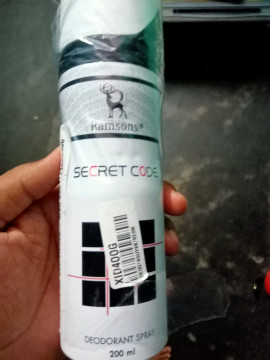 Ramsons®
SECRET CODE
XID400G
DEODORANT SPRAY
200 ml